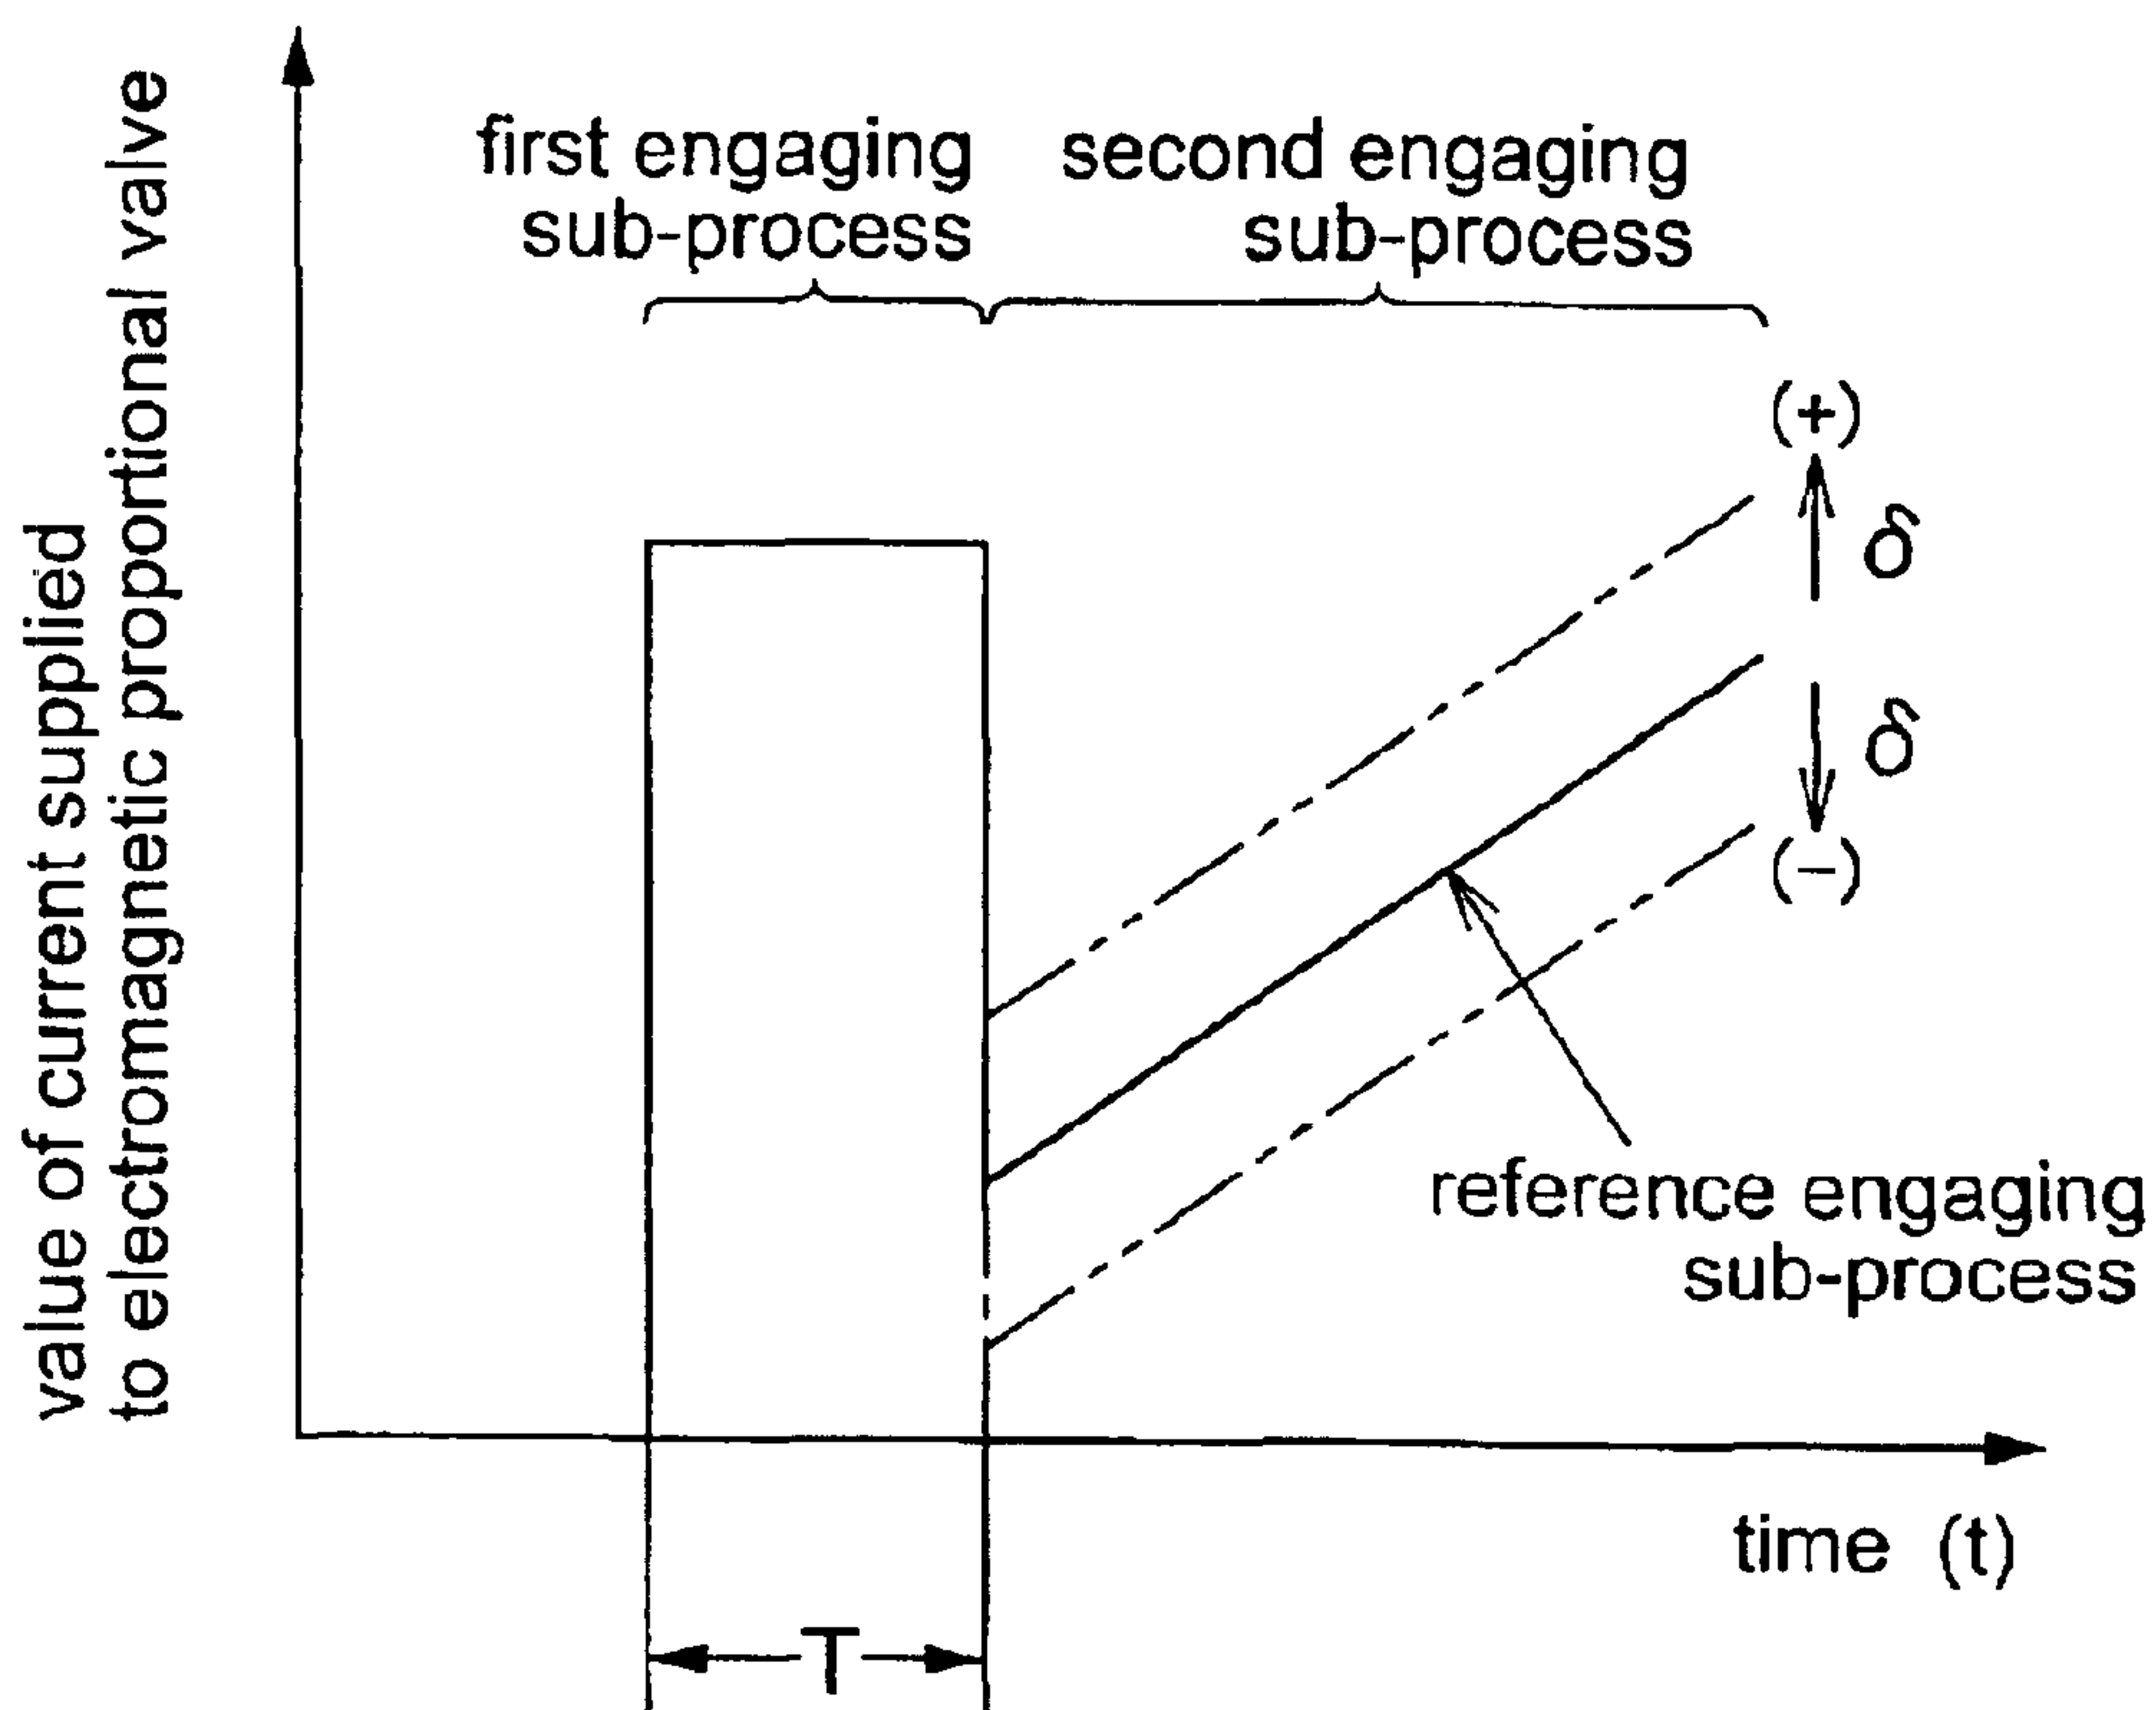 value of current supplied
to electromagnetic proportional valve
first engaging
sub-process
second engaging
sub-process
(+)
δ
δ
(−)
reference engaging
sub-process
time (t)
T